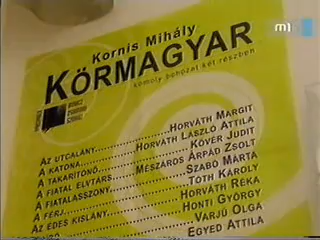 m1
Kornis Mihály
KÖRMAGYAR
komoly bohózat két részben
AZ UTCALÁNY..............HORVÁTH MARGIT
A KATONA..............HORVÁTH LÁSZLÓ ATTILA
A TAKARÍTÓNŐ..............KÖVÉR JUDIT
A FIATAL ELVTÁRS..............MÉSZÁROS ÁRPÁD ZSOLT
A FIATALASSZONY..............SZABÓ MÁRTA
A FÉRJ..............TÓTH KÁROLY
AZ ÉDES KISLÁNY..............HORVÁTH RÉKA
HONTI GYÖRGY
VARJÚ OLGA
EGYED ATTILA